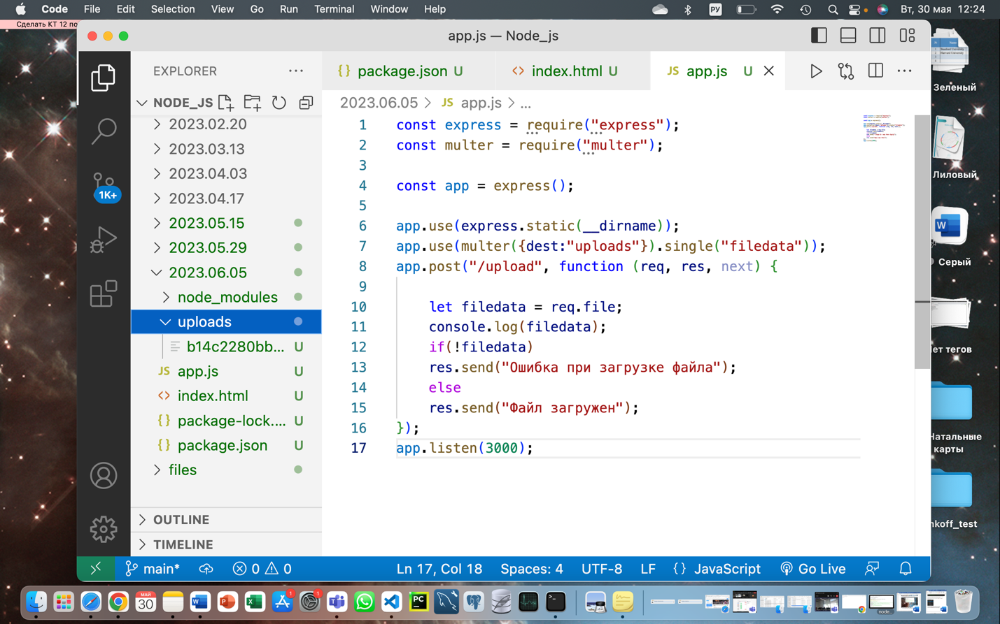 Code File Edit Selection View Go Run Terminal Window Help РУ Вт, 30 мая 12:24
Сделать КТ 12 по
app.js — Node_js
EXPLORER
{} package.json U
<> index.html U
JS app.js U
NODE_JS
2023.06.05 > JS app.js > ...
2023.02.20
2023.03.13
2023.04.03
2023.04.17
2023.05.15
2023.05.29
2023.06.05
node_modules
uploads
b14c2280bb... U
JS app.js U
<> index.html U
{} package-lock.... U
{} package.json U
files
OUTLINE
TIMELINE
1K+
1 const express = require("express");
2 const multer = require("multer");
3
4 const app = express();
5
6 app.use(express.static(__dirname));
7 app.use(multer({dest:"uploads"}).single("filedata"));
8 app.post("/upload", function (req, res, next) {
9
10 let filedata = req.file;
11 console.log(filedata);
12 if(!filedata)
13 res.send("Ошибка при загрузке файла");
14 else
15 res.send("Файл загружен");
16 });
17 app.listen(3000);
main* 0 0 Ln 17, Col 18 Spaces: 4 UTF-8 LF {} JavaScript Go Live
Зеленый
Лиловый
W
Серый
ет тегов
Натальные
карты
nkoff_test
МАЙ
30
W
P
X
1
1
PC
node...